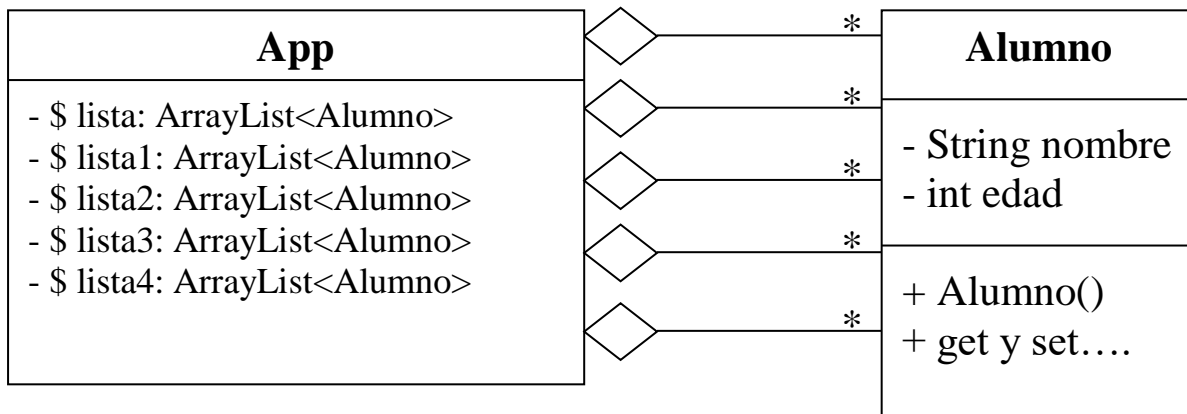 App
- $ lista: ArrayList<Alumno>
- $ lista1: ArrayList<Alumno>
- $ lista2: ArrayList<Alumno>
- $ lista3: ArrayList<Alumno>
- $ lista4: ArrayList<Alumno>
*
*
*
*
*
Alumno
- String nombre
- int edad
+ Alumno()
+ get y set….